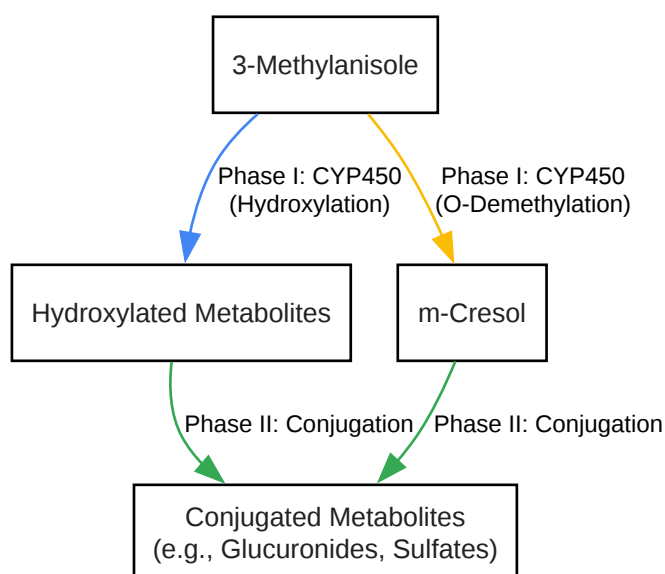 3-Methylanisole
Phase I: CYP450
(Hydroxylation)
Phase I: CYP450
(O-Demethylation)
Hydroxylated Metabolites
m-Cresol
Phase II: Conjugation
Phase II: Conjugation
Conjugated Metabolites
(e.g., Glucuronides, Sulfates)